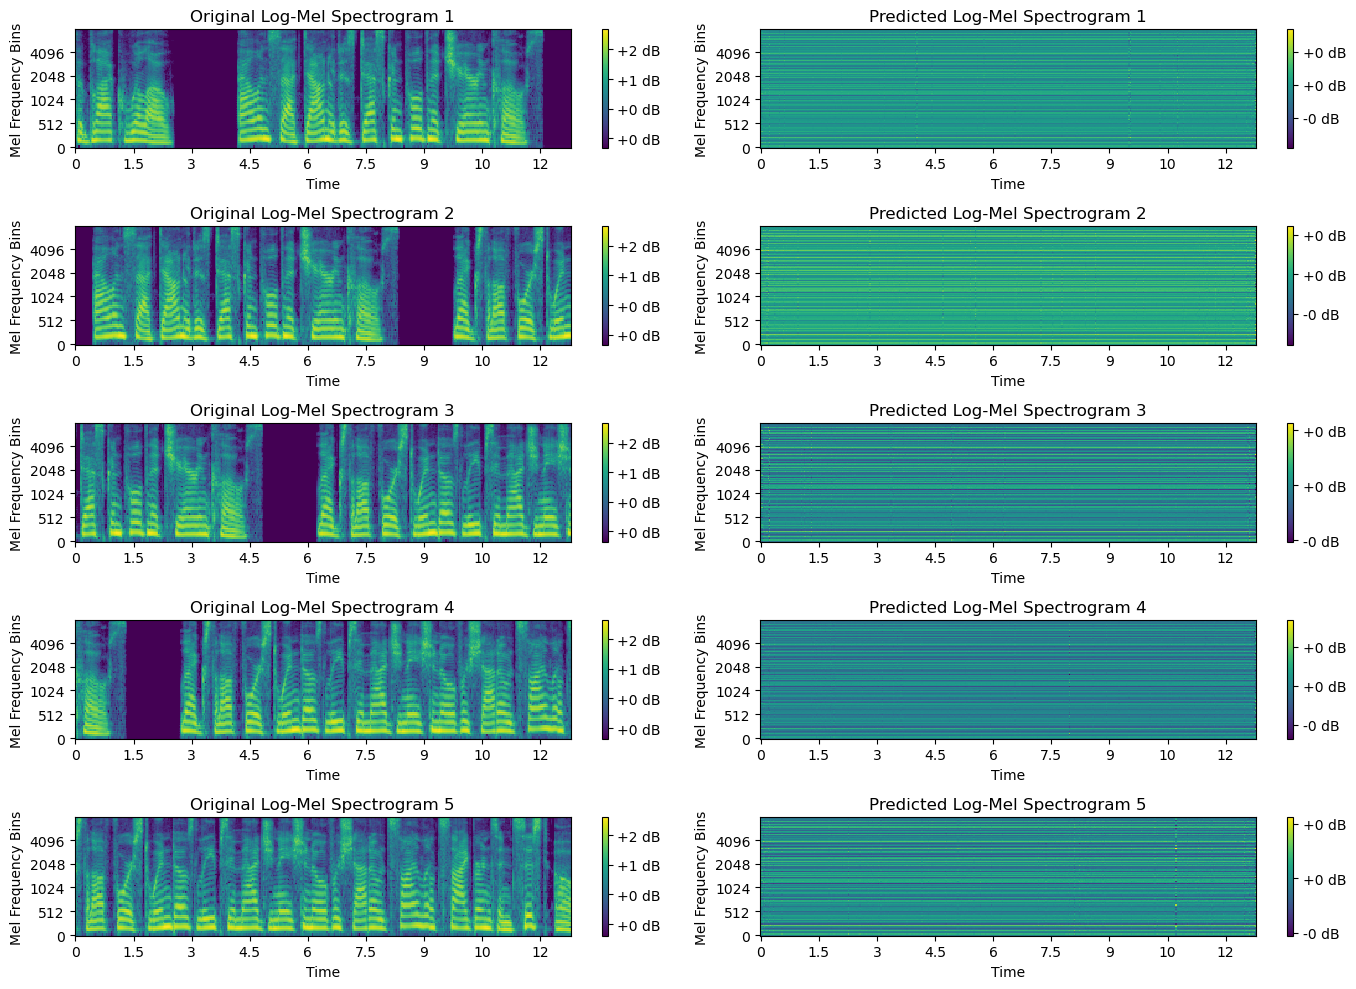 Original Log-Mel Spectrogram 1
Mel Frequency Bins
4096
2048
1024
512
0
0 1.5 3 4.5 6 7.5 9 10 12
Time
+2 dB
+1 dB
+0 dB
+0 dB
Predicted Log-Mel Spectrogram 1
Mel Frequency Bins
4096
2048
1024
512
0
0 1.5 3 4.5 6 7.5 9 10 12
Time
+0 dB
+0 dB
-0 dB
Original Log-Mel Spectrogram 2
Mel Frequency Bins
4096
2048
1024
512
0
0 1.5 3 4.5 6 7.5 9 10 12
Time
+2 dB
+1 dB
+0 dB
+0 dB
Predicted Log-Mel Spectrogram 2
Mel Frequency Bins
4096
2048
1024
512
0
0 1.5 3 4.5 6 7.5 9 10 12
Time
+0 dB
+0 dB
-0 dB
Original Log-Mel Spectrogram 3
Mel Frequency Bins
4096
2048
1024
512
0
0 1.5 3 4.5 6 7.5 9 10 12
Time
+2 dB
+1 dB
+0 dB
+0 dB
Predicted Log-Mel Spectrogram 3
Mel Frequency Bins
4096
2048
1024
512
0
0 1.5 3 4.5 6 7.5 9 10 12
Time
+0 dB
+0 dB
-0 dB
Original Log-Mel Spectrogram 4
Mel Frequency Bins
4096
2048
1024
512
0
0 1.5 3 4.5 6 7.5 9 10 12
Time
+2 dB
+1 dB
+0 dB
+0 dB
Predicted Log-Mel Spectrogram 4
Mel Frequency Bins
4096
2048
1024
512
0
0 1.5 3 4.5 6 7.5 9 10 12
Time
+0 dB
+0 dB
-0 dB
Original Log-Mel Spectrogram 5
Mel Frequency Bins
4096
2048
1024
512
0
0 1.5 3 4.5 6 7.5 9 10 12
Time
+2 dB
+1 dB
+0 dB
+0 dB
Predicted Log-Mel Spectrogram 5
Mel Frequency Bins
4096
2048
1024
512
0
0 1.5 3 4.5 6 7.5 9 10 12
Time
+0 dB
+0 dB
-0 dB